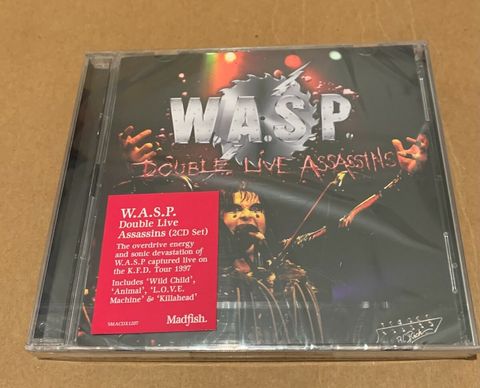 W.A.S.P.
DOUBLE LIVE ASSASSINS
W.A.S.P.
Double Live
Assassins (2CD Set)
The overdrive energy
and sonic devastation of
W.A.S.P captured live on
the K.F.D. Tour 1997
Includes 'Wild Child',
'Animal', 'L.O.V.E.
Machine' & 'Killahead'
Madfish.